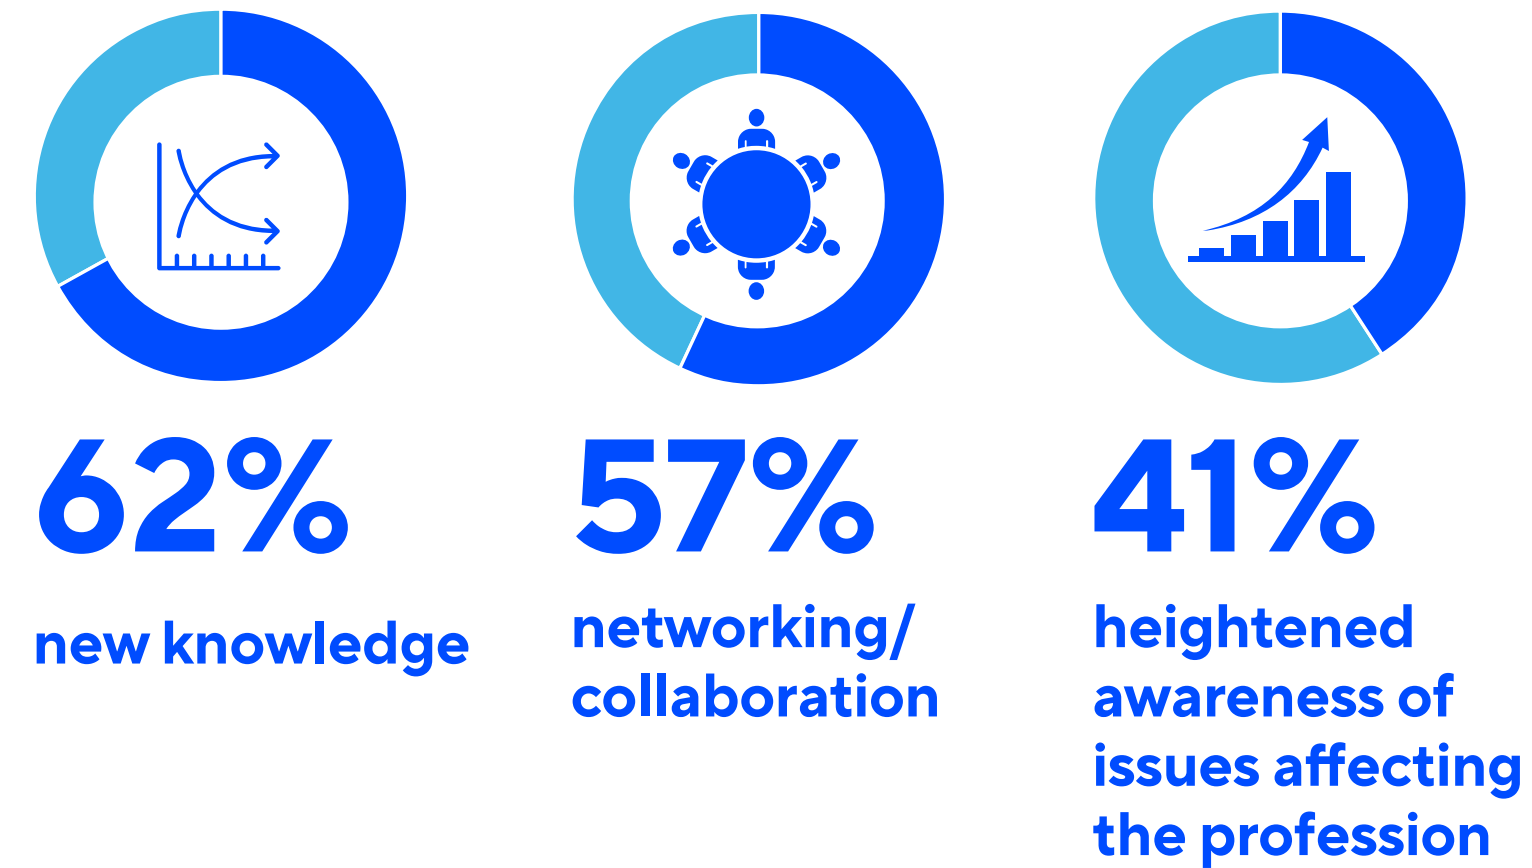 62%
new knowledge
57%
networking/
collaboration
41%
heightened
awareness of
issues affecting
the profession